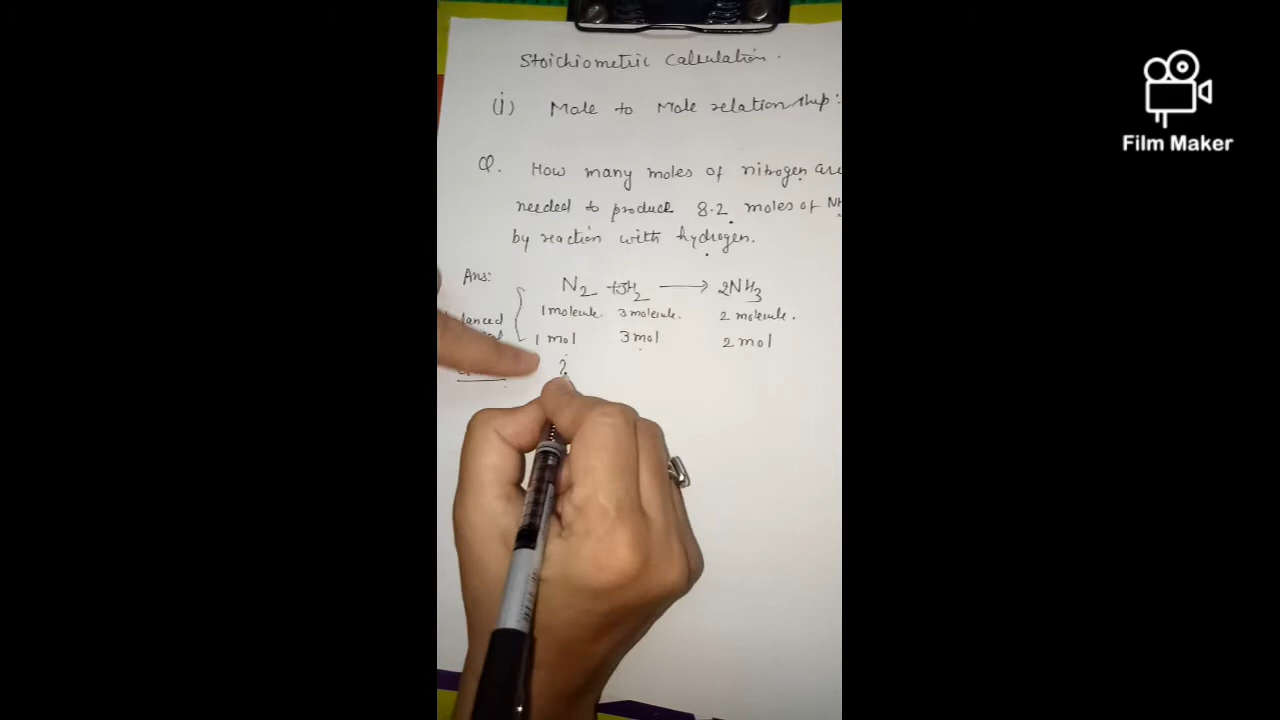 Stoichiometric Calculation.
(i) Mole to Mole relationship:
Q. How many moles of nitrogen are
needed to produce 8.2 moles of NH
by reaction with hydrogen.
Ans: N2 +3H2 ⟶ 2NH3
1 molecule. 3 molecule. 2 molecule.
1 mol 3 mol 2 mol
?
Film Maker